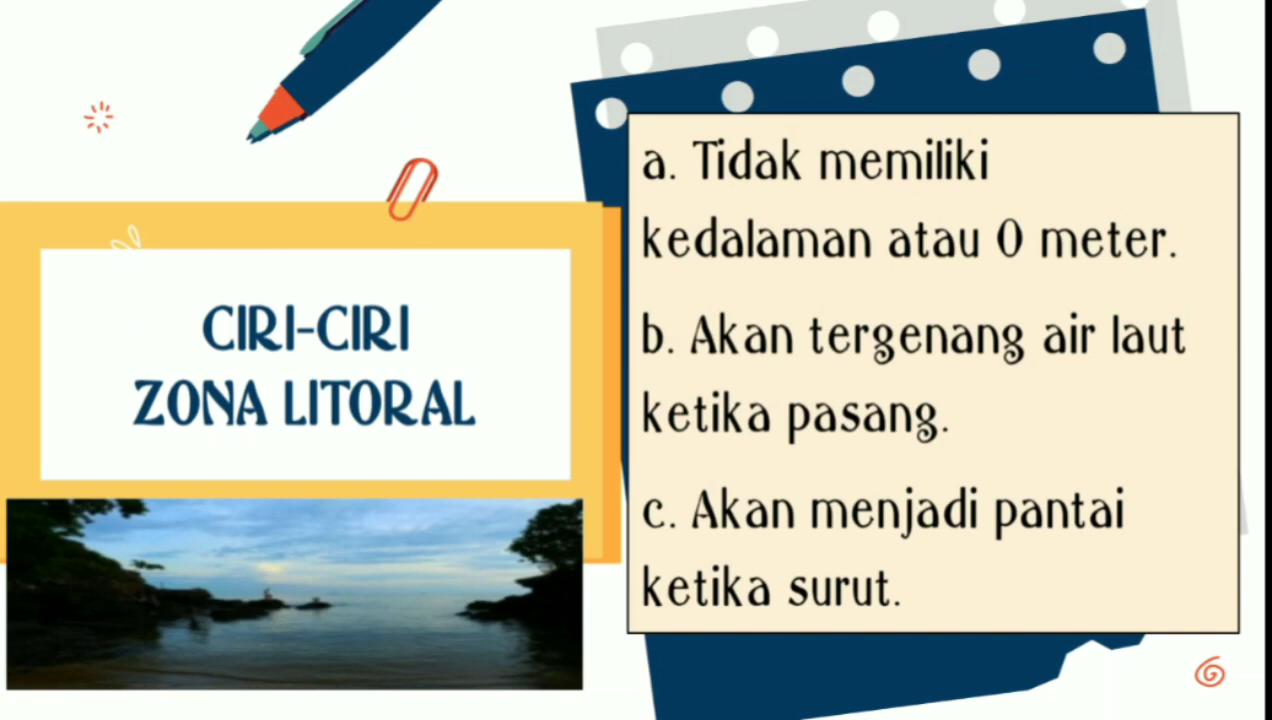 CIRI-CIRI
ZONA LITORAL
a. Tidak memiliki
kedalaman atau 0 meter.
b. Akan tergenang air laut
ketika pasang.
c. Akan menjadi pantai
ketika surut.